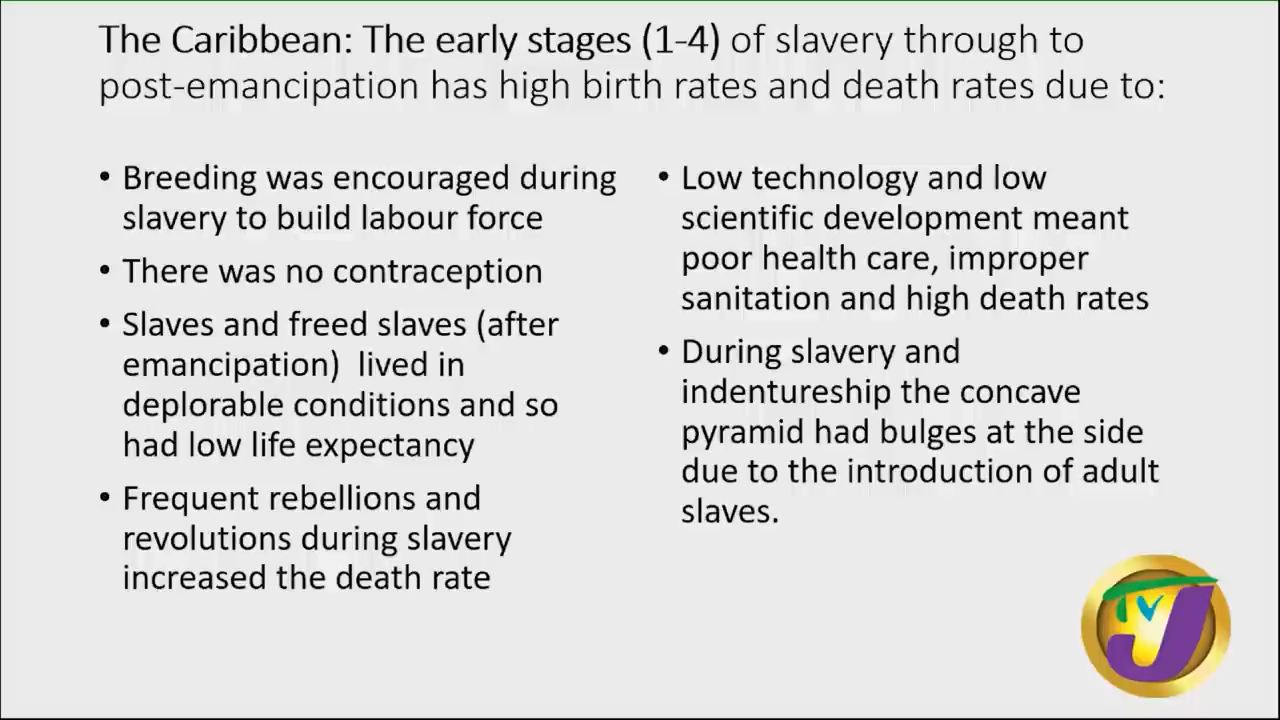 The Caribbean: The early stages (1-4) of slavery through to
post-emancipation has high birth rates and death rates due to:
• Breeding was encouraged during
slavery to build labour force
• There was no contraception
• Slaves and freed slaves (after
emancipation)  lived in
deplorable conditions and so
had low life expectancy
• Frequent rebellions and
revolutions during slavery
increased the death rate
• Low technology and low
scientific development meant
poor health care, improper
sanitation and high death rates
• During slavery and
indentureship the concave
pyramid had bulges at the side
due to the introduction of adult
slaves.
TVJ